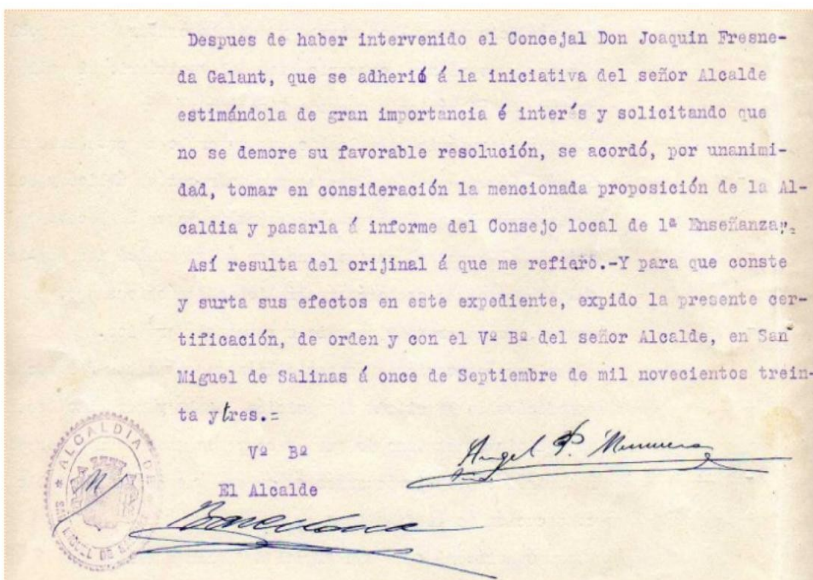 Despues de haber intervenido el Concejal Don Joaquin Fresne-
da Galant, que se adherió á la iniciativa del señor Alcalde
estimándola de gran importancia é inter´s y solicitando que
no se demore su favorable resolución, se acordó, por unanimi-
dad, tomar en consideración la mencionada proposición de la Al-
caldia y pasarla á informe del Consejo local de 1ª Enseñanza.
Así resulta del orijinal á que me refiero.-Y para que conste
y surta sus efectos en este expediente, expido la presente cer-
tificación, de orden y con el Vº Bº del señor Alcalde, en San
Miguel de Salinas á once de Septiembre de mil novecientos trein-
ta y tres.=
Vº Bº
El Alcalde
Angel P.
ALCALDIA DE